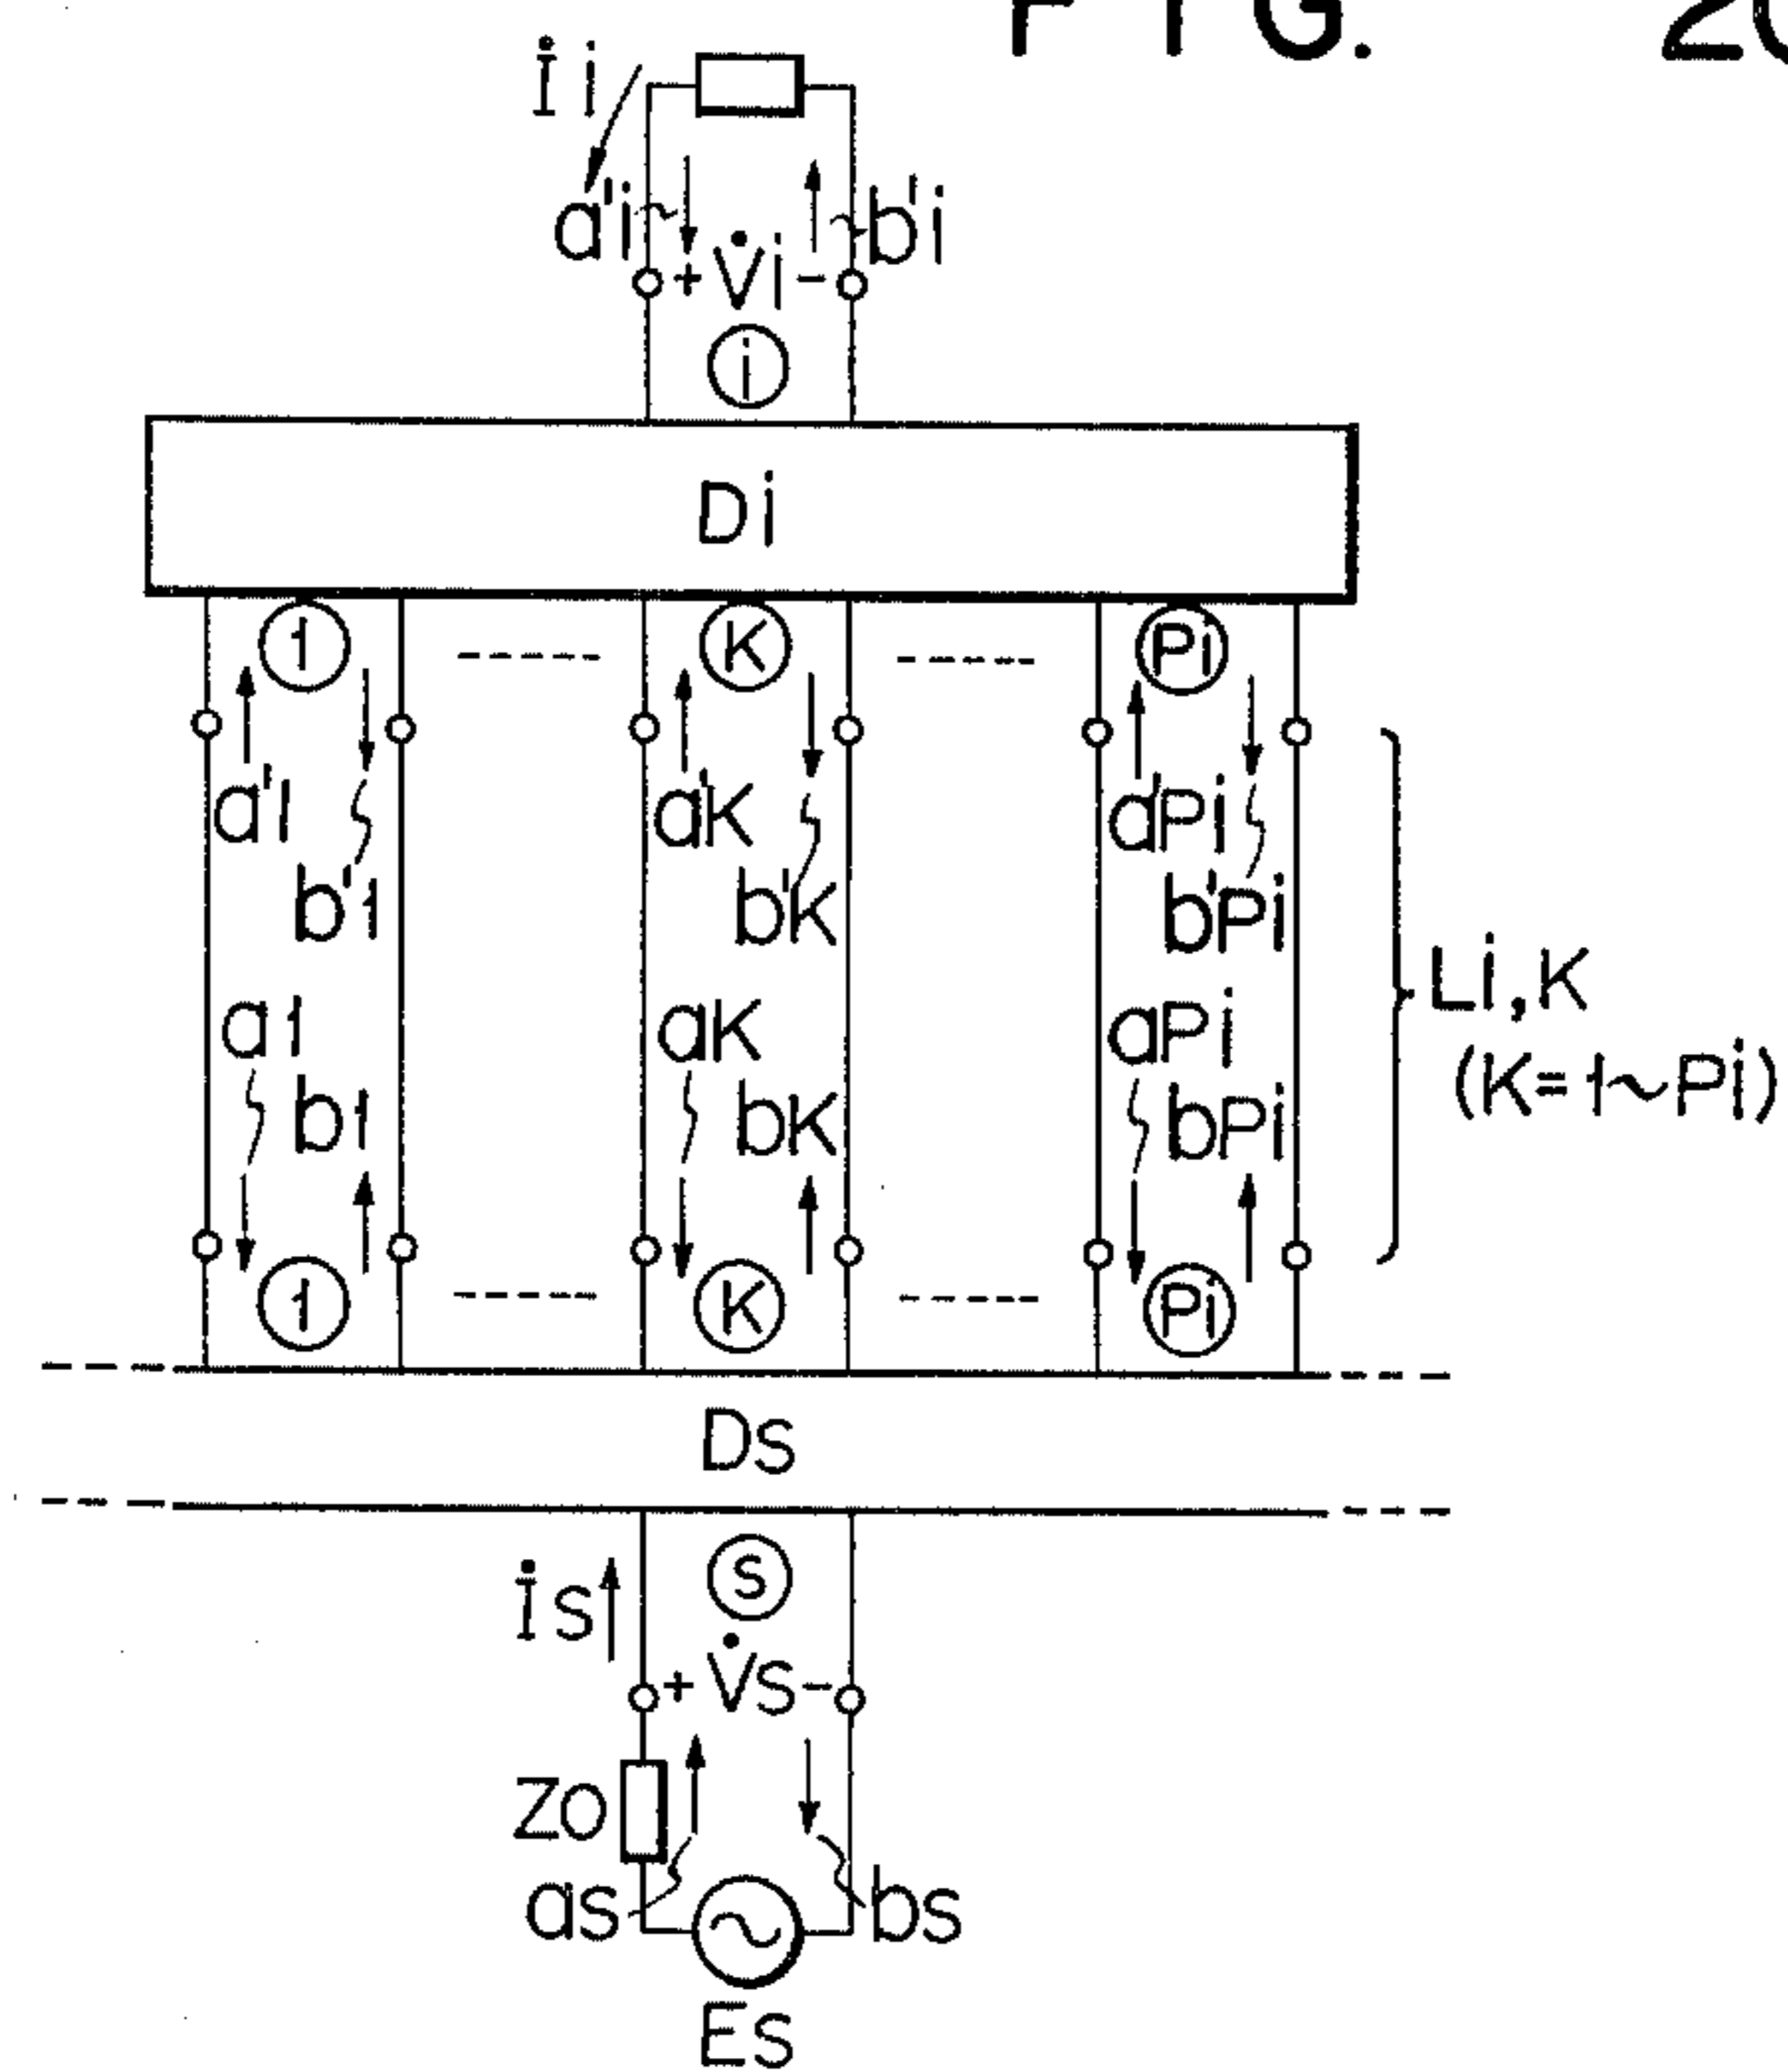 FIG. 20
i̇i
a'i b'i
+ V̇i -
i
Di
1 K Pi
a'1 a'K a'Pi
b'1 b'K b'Pi
Li,K
(K=1~Pi)
a1 aK aPi
b1 bK bPi
1 K Pi
Ds
S
i̇s
+ V̇s -
Zo
as bs
Es